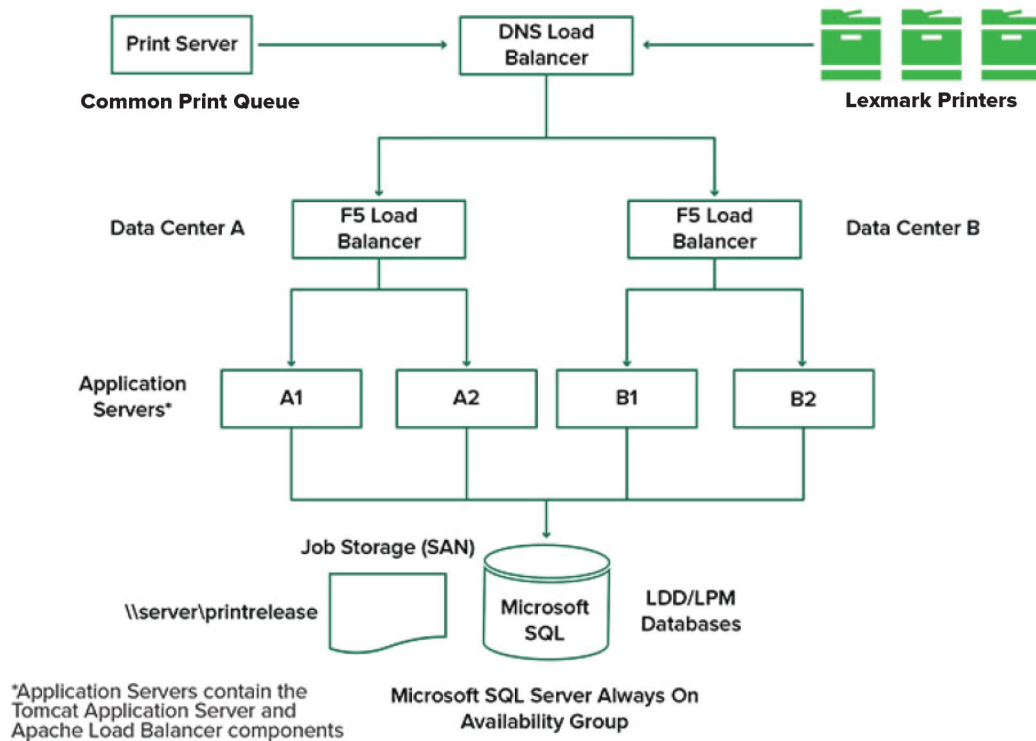 Print Server
DNS Load
Balancer
Common Print Queue
Lexmark Printers
Data Center A
F5 Load
Balancer
F5 Load
Balancer
Data Center B
Application
Servers*
A1
A2
B1
B2
Job Storage (SAN)
\\server\printrelease
Microsoft
SQL
LDD/LPM
Databases
*Application Servers contain the
Tomcat Application Server and
Apache Load Balancer components
Microsoft SQL Server Always On
Availability Group